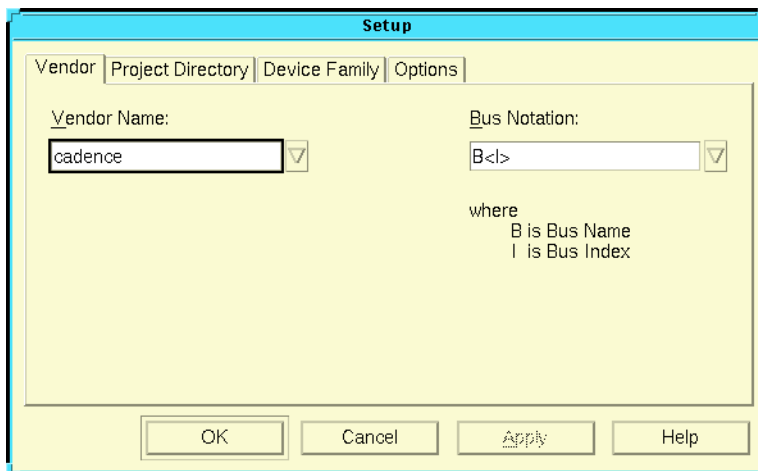 Setup
Vendor Project Directory Device Family Options
Vendor Name: Bus Notation:
cadence B<I>
where
B is Bus Name
I is Bus Index
OK Cancel Apply Help